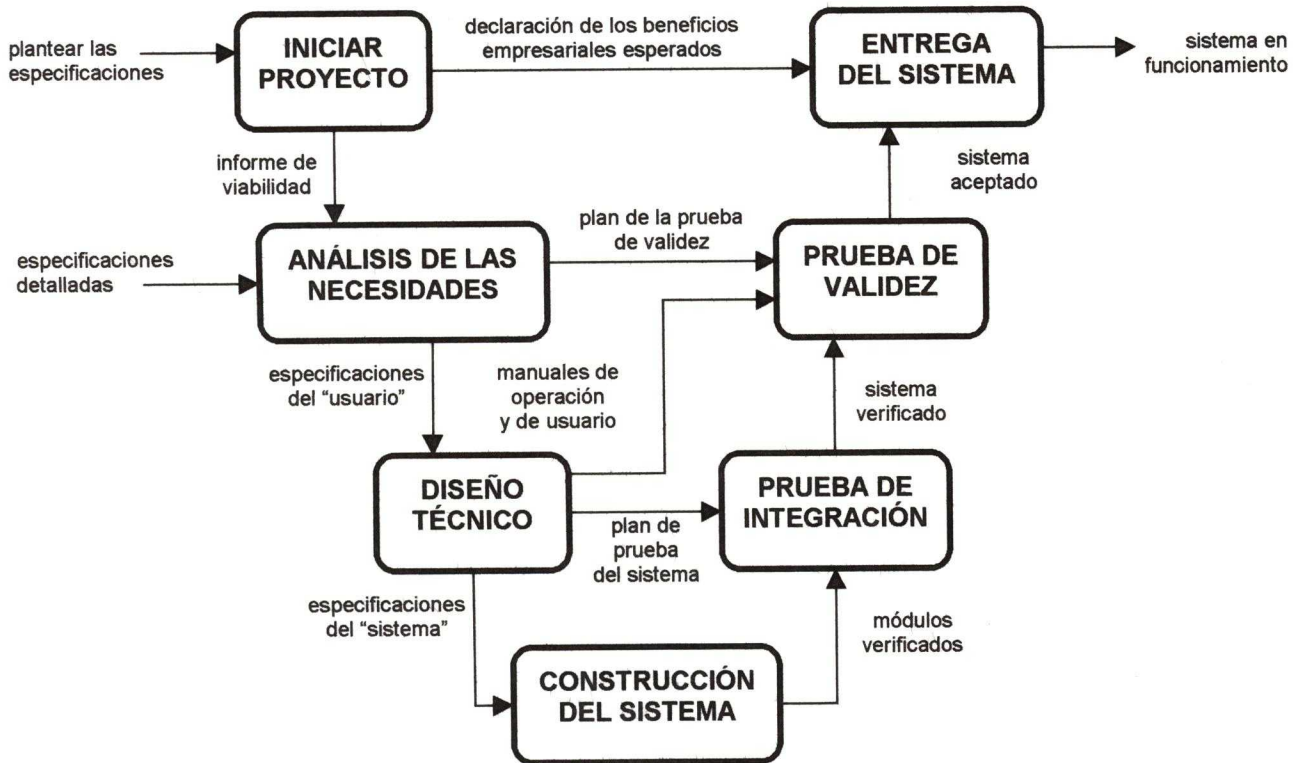 plantear las
especificaciones
INICIAR
PROYECTO
declaración de los beneficios
empresariales esperados
ENTREGA
DEL SISTEMA
sistema en
funcionamiento
informe de
viabilidad
sistema
aceptado
especificaciones
detalladas
ANÁLISIS DE LAS
NECESIDADES
plan de la prueba
de validez
PRUEBA DE
VALIDEZ
especificaciones
del “usuario”
manuales de
operación
y de usuario
sistema
verificado
DISEÑO
TÉCNICO
plan de
prueba
del sistema
PRUEBA DE
INTEGRACIÓN
especificaciones
del “sistema”
módulos
verificados
CONSTRUCCIÓN
DEL SISTEMA